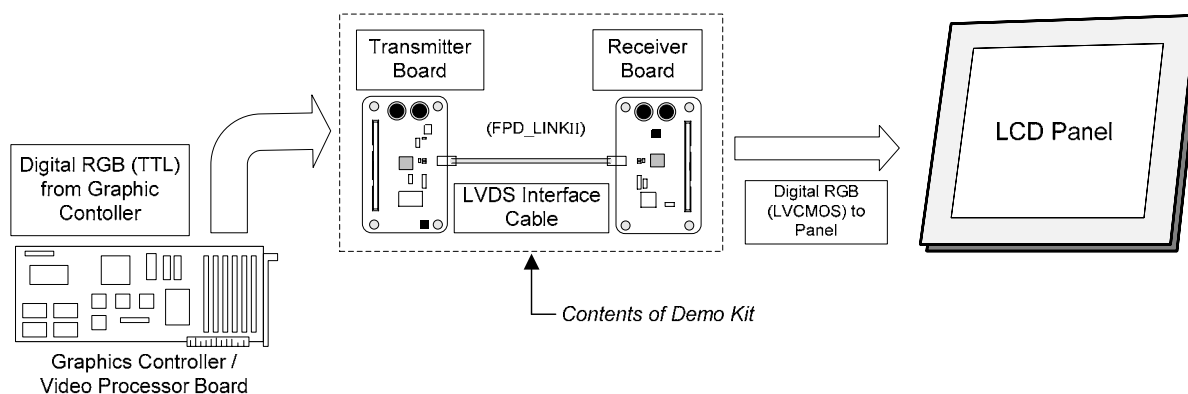 Digital RGB (TTL)
from Graphic
Contoller
Graphics Controller /
Video Processor Board
Transmitter
Board
(FPD_LINKII)
LVDS Interface
Cable
Receiver
Board
Contents of Demo Kit
Digital RGB
(LVCMOS) to
Panel
LCD Panel